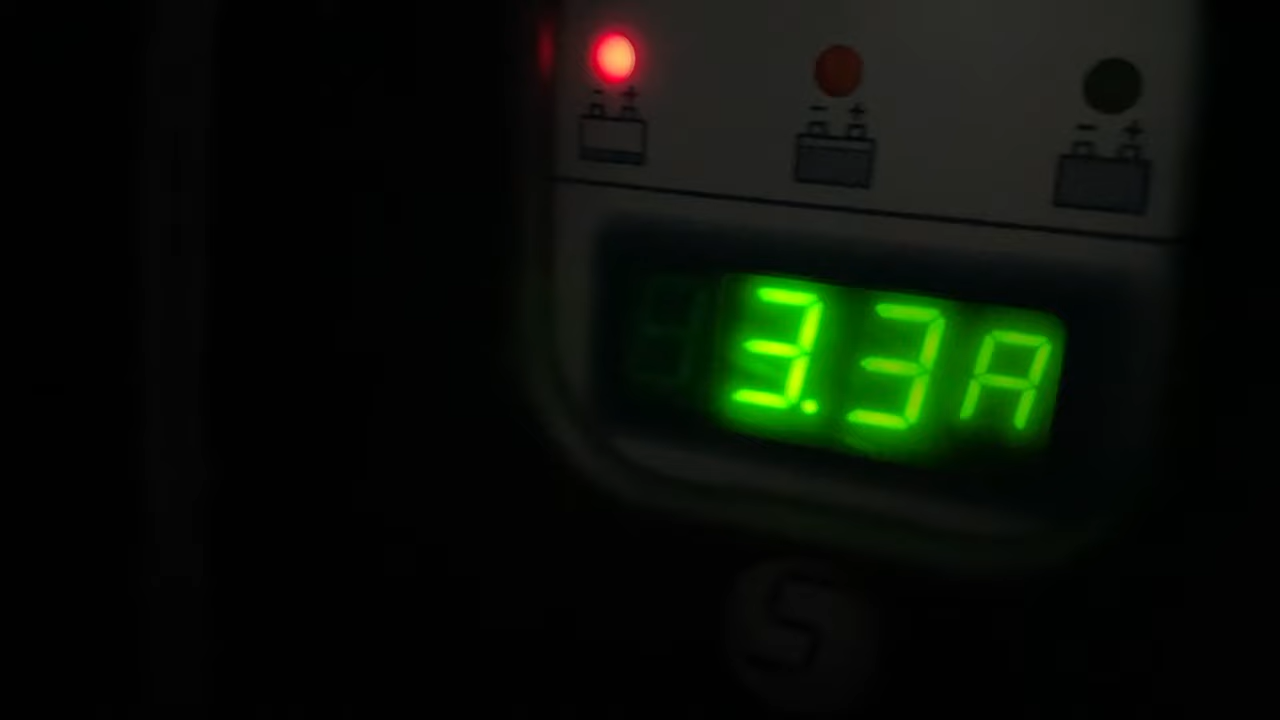 - +
- +
- +
3.3A
S